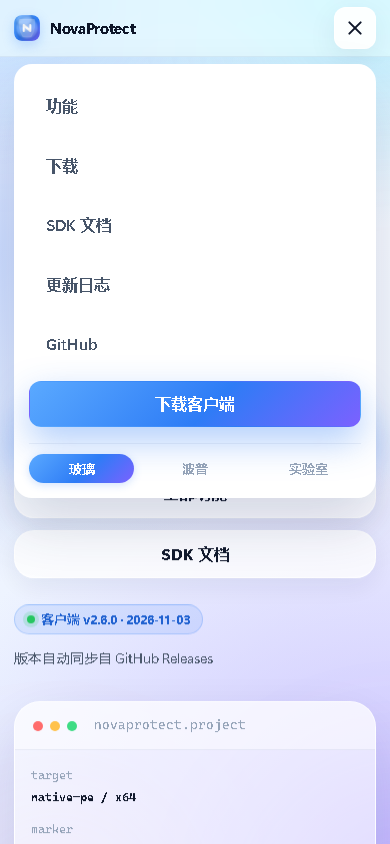 NovaProtect
功能
下载
SDK 文档
更新日志
GitHub
下载客户端
玻璃 波普 实验室
SDK 文档
客户端 v2.6.0 · 2026-11-03
版本自动同步自 GitHub Releases
novaprotect.project
target
native-pe / x64
marker